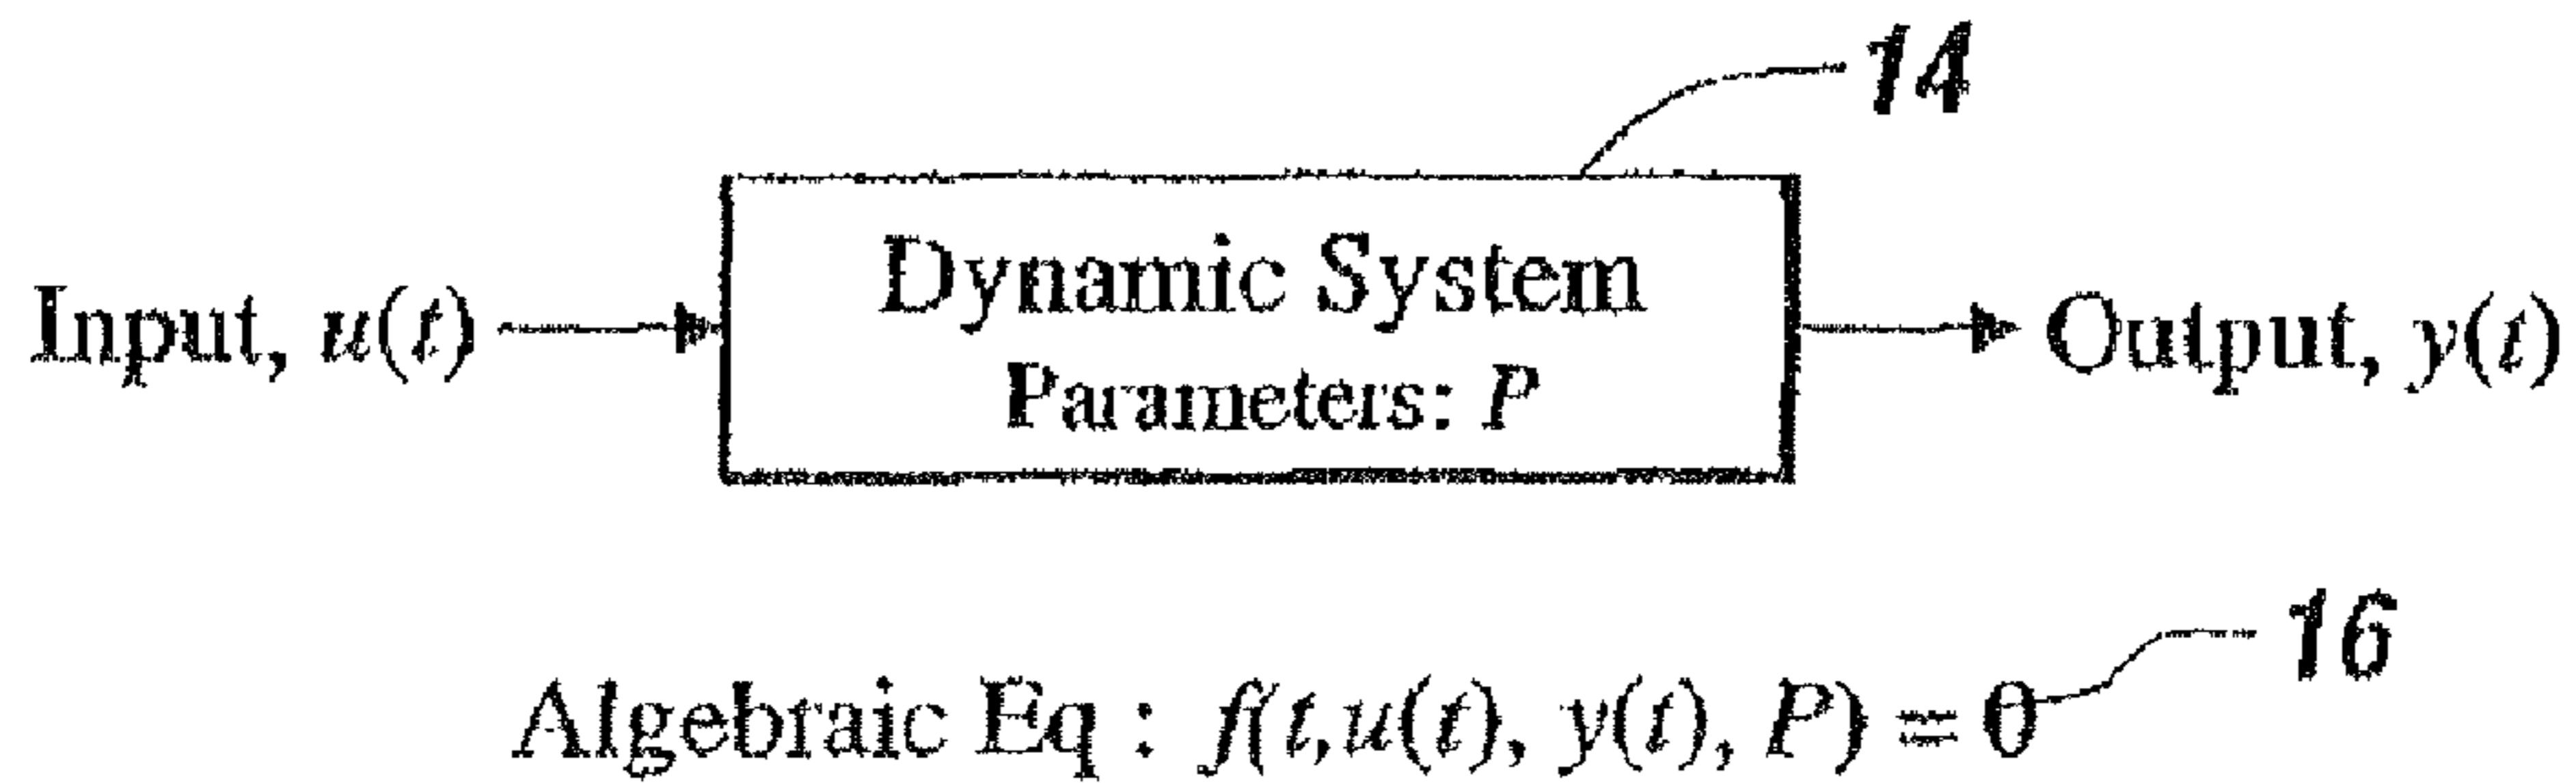 14
Dynamic System
Input, u(t)
Output, y(t)
Parameters: P
16
Algebraic Eq : f(t,u(t), y(t), P) = 0